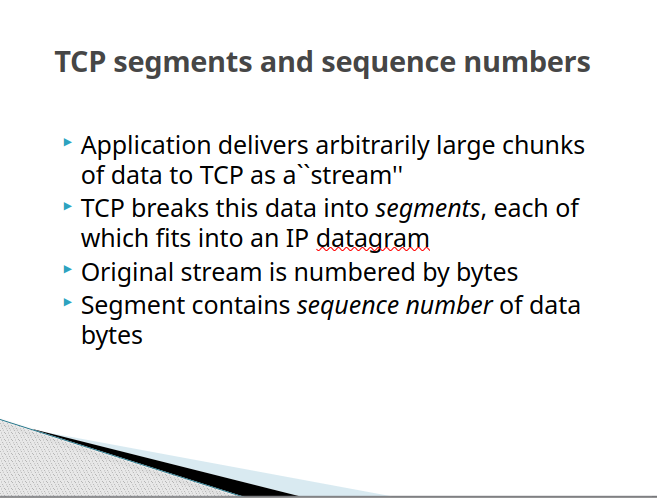 TCP segments and sequence numbers
Application delivers arbitrarily large chunks
of data to TCP as a``stream''
TCP breaks this data into segments, each of
which fits into an IP datagram
Original stream is numbered by bytes
Segment contains sequence number of data
bytes